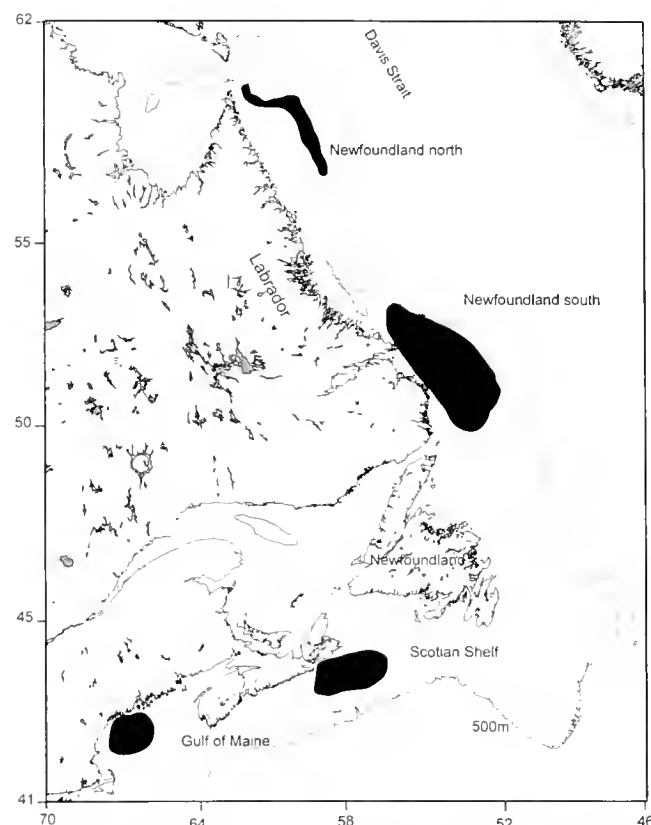 62
Davis Strait
Newfoundland north
55
Labrador
Newfoundland south
50
Newfoundland
45
Scotian Shelf
500m
Gulf of Maine
41
70
64
58
52
46